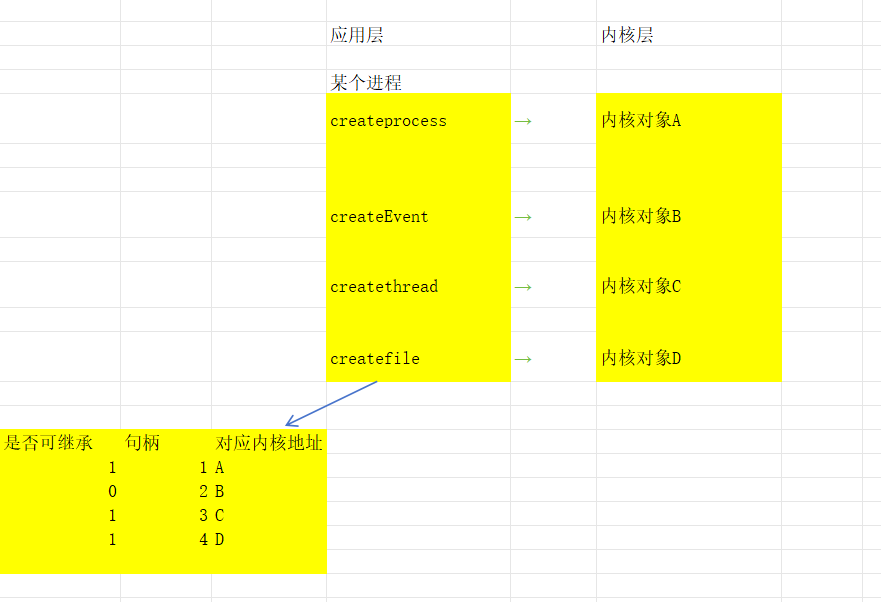 应用层 内核层
某个进程
createprocess → 内核对象A
createEvent → 内核对象B
createthread → 内核对象C
createfile → 内核对象D
是否可继承 句柄 对应内核地址
1 1 A
0 2 B
1 3 C
1 4 D